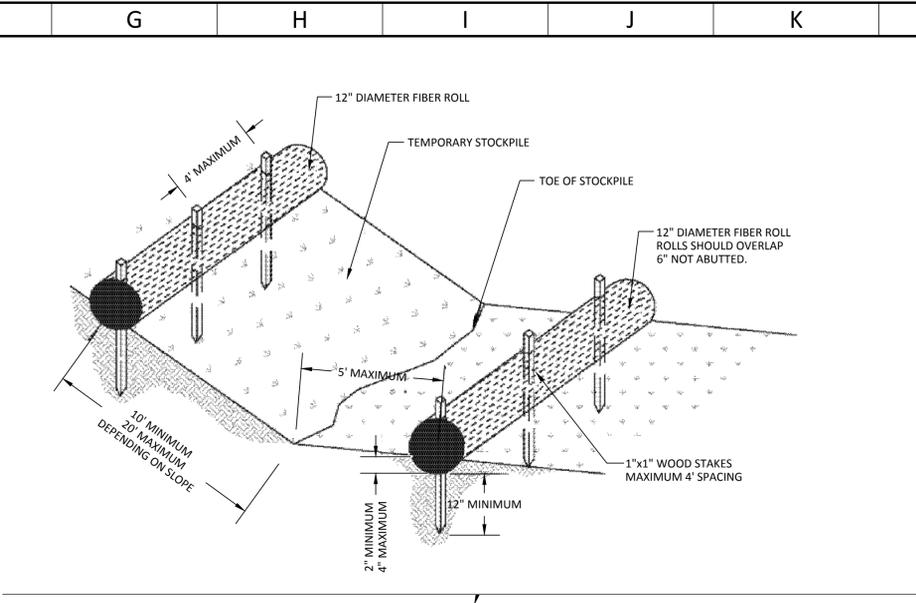 G H I J K
12" DIAMETER FIBER ROLL
4' MAXIMUM
TEMPORARY STOCKPILE
TOE OF STOCKPILE
12" DIAMETER FIBER ROLL
ROLLS SHOULD OVERLAP
6" NOT ABUTTED.
5' MAXIMUM
10' MINIMUM
20' MAXIMUM
DEPENDING ON SLOPE
1"x1" WOOD STAKES
MAXIMUM 4' SPACING
12" MINIMUM
2" MINIMUM
4" MAXIMUM